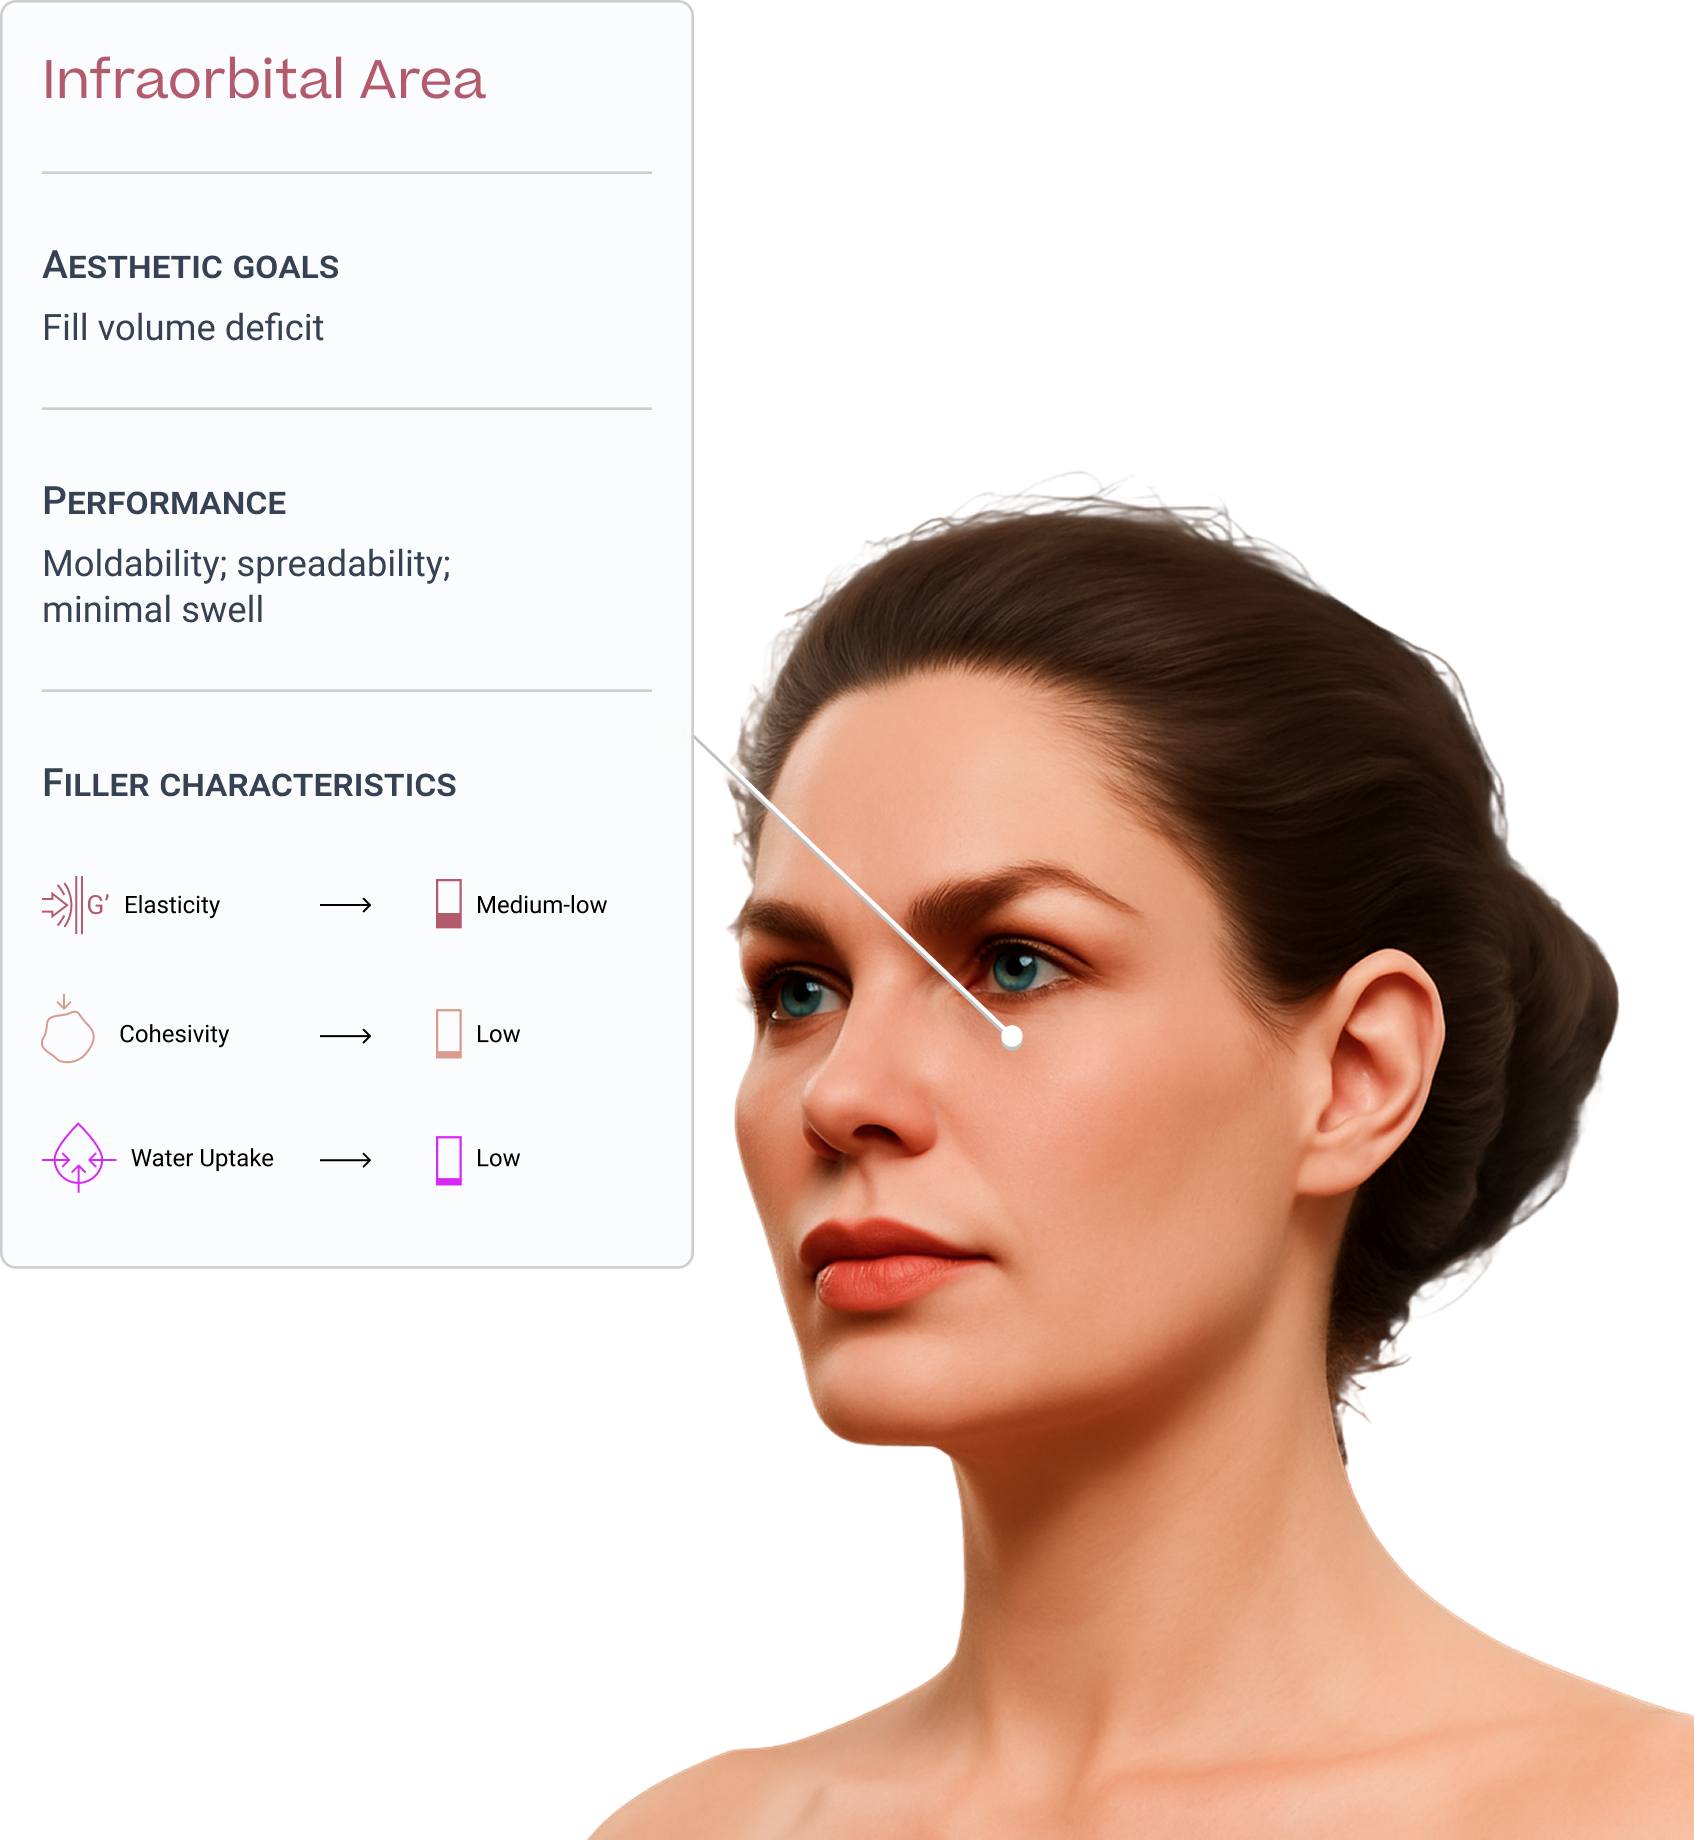 Infraorbital Area
AESTHETIC GOALS
Fill volume deficit
PERFORMANCE
Moldability; spreadability;
minimal swell
FILLER CHARACTERISTICS
G' Elasticity → Medium-low
Cohesivity → Low
Water Uptake → Low